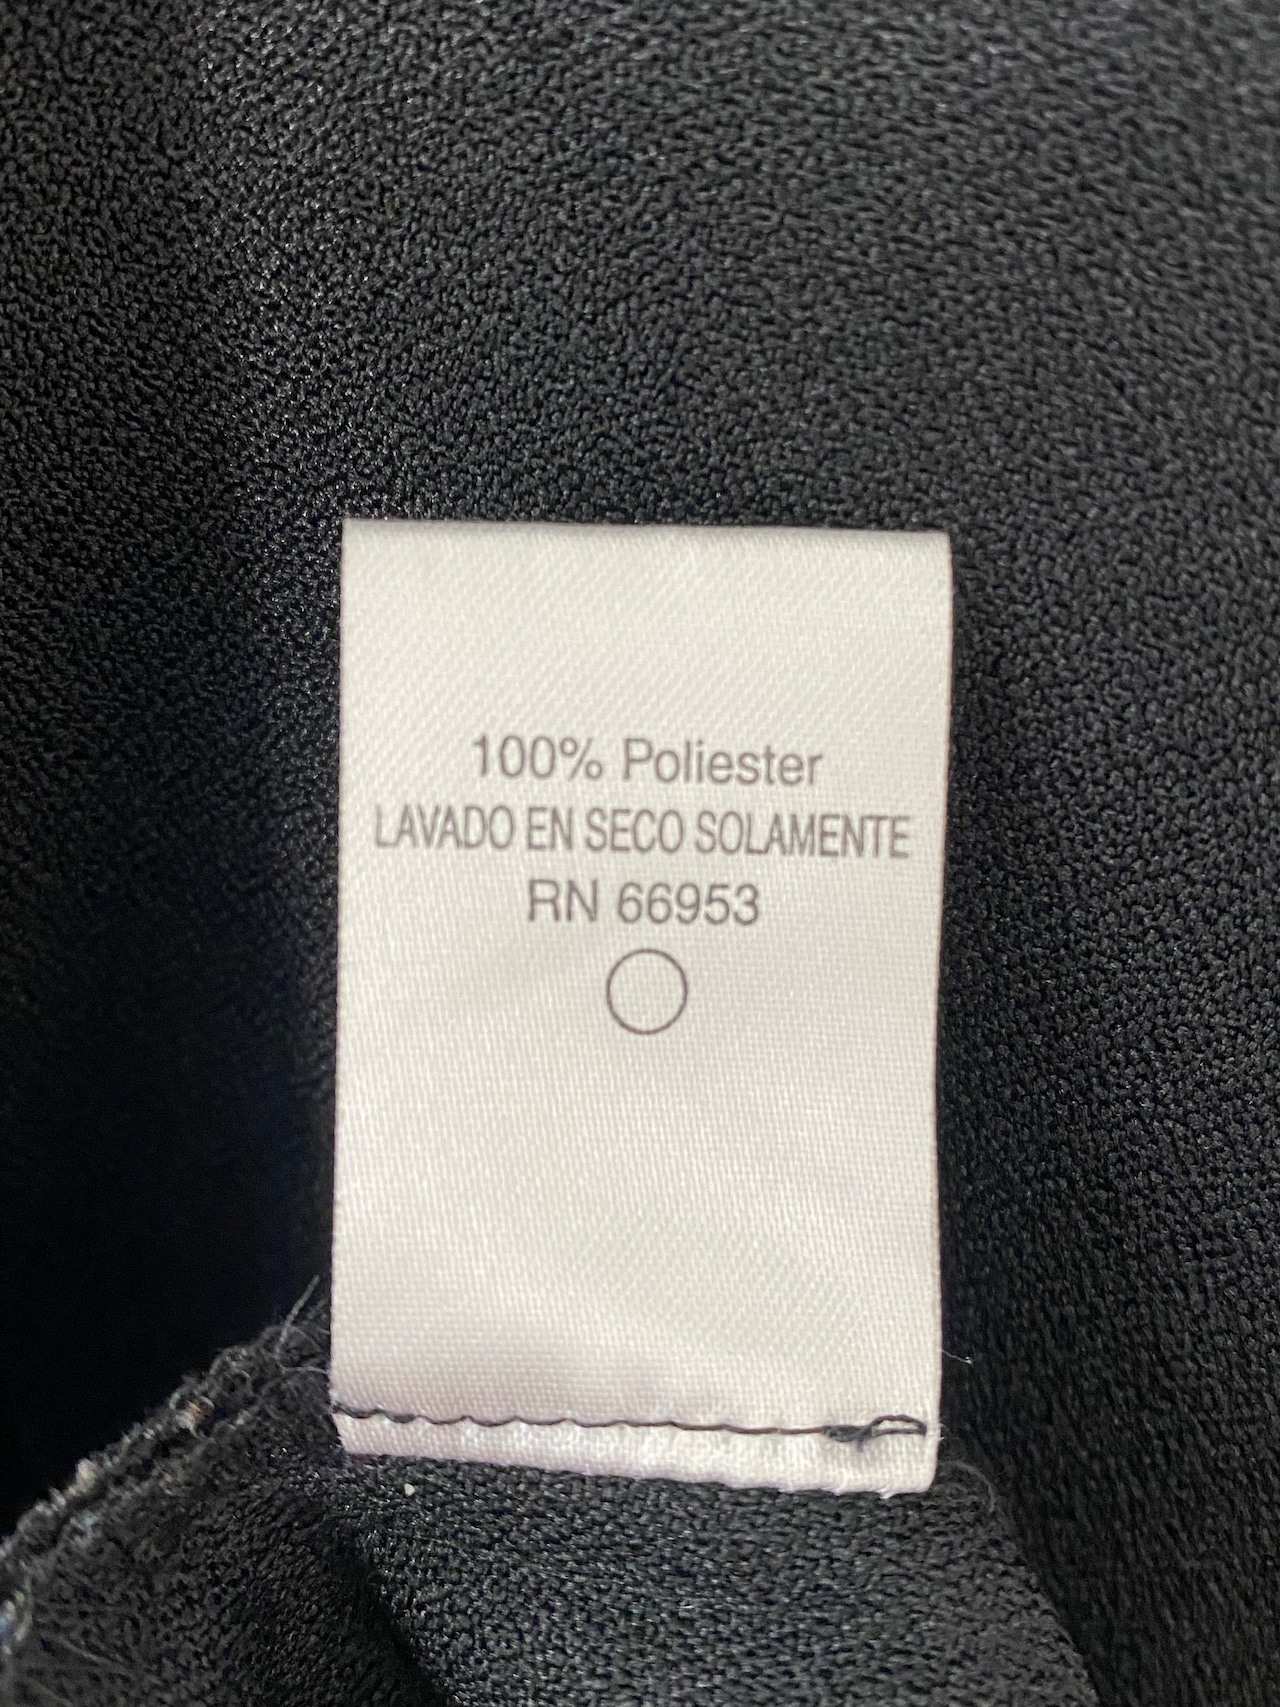 100% Poliester
LAVADO EN SECO SOLAMENTE
RN 66953